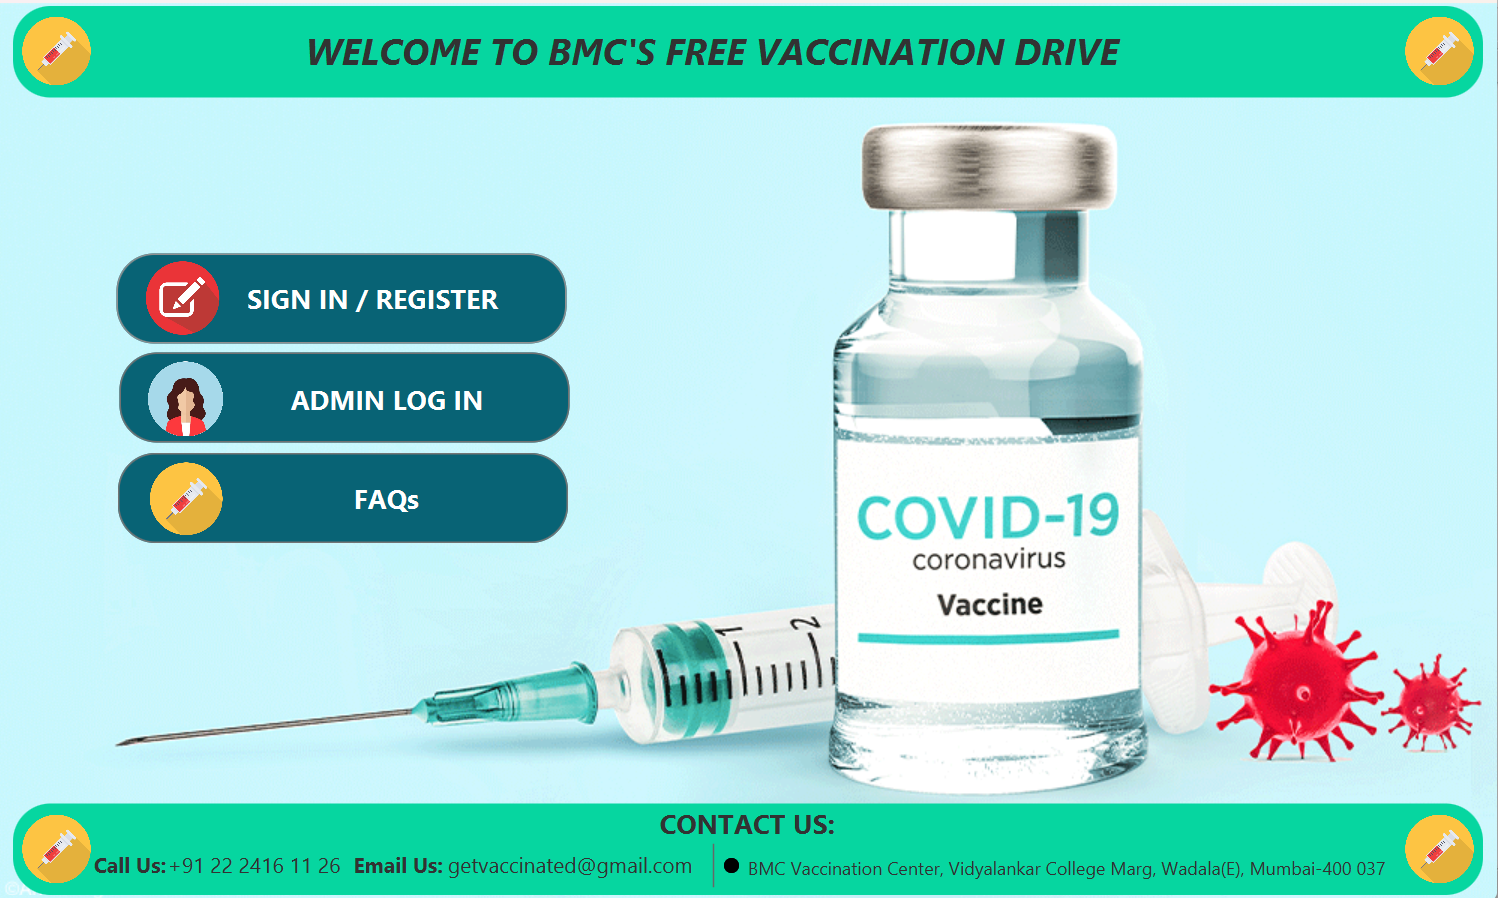 WELCOME TO BMC'S FREE VACCINATION DRIVE
SIGN IN / REGISTER
ADMIN LOG IN
FAQs
COVID-19
coronavirus
Vaccine
1 2
CONTACT US:
Call Us: +91 22 2416 11 26 Email Us: getvaccinated@gmail.com
BMC Vaccination Center, Vidyalankar College Marg, Wadala(E), Mumbai-400 037